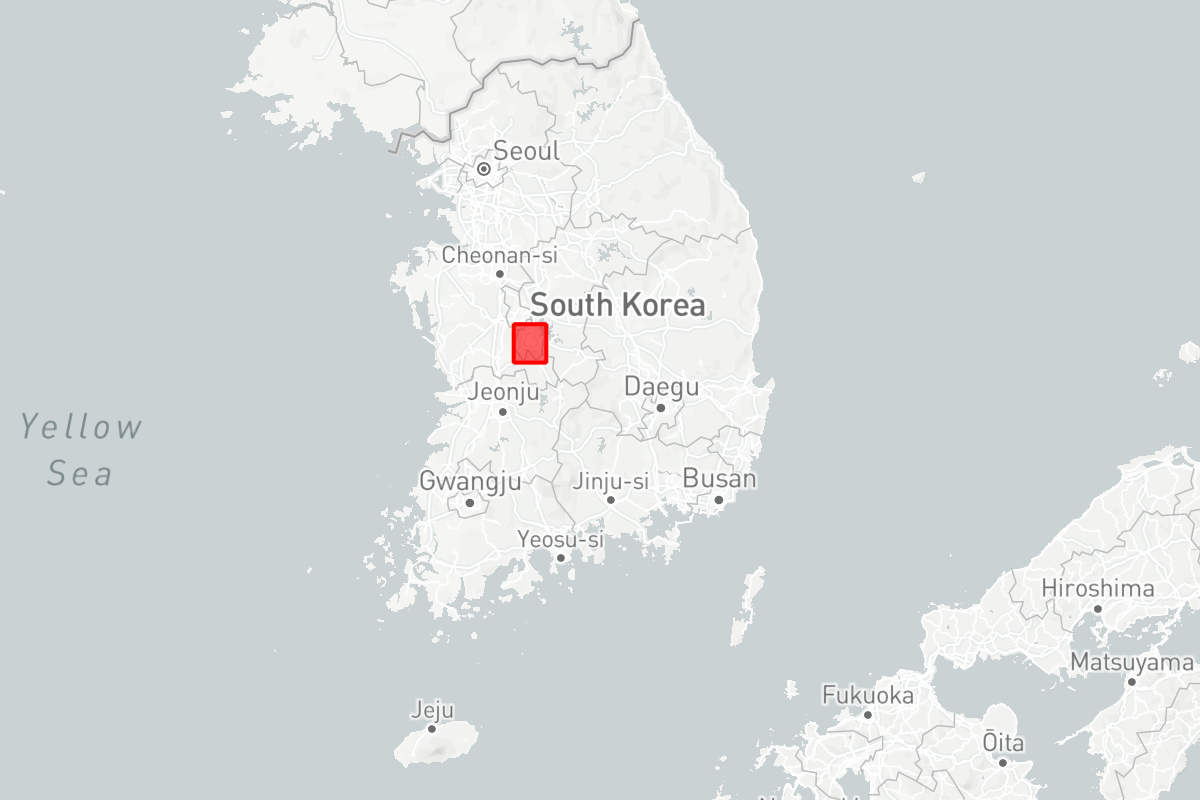 Seoul
Cheonan-si
South Korea
Jeonju
Daegu
Yellow
Sea
Gwangju
Jinju-si
Busan
Yeosu-si
Hiroshima
Matsuyama
Fukuoka
Jeju
Ōita